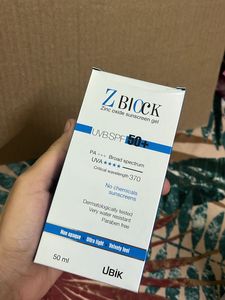 Z BLOCK
Zinc oxide sunscreen gel
UVB:SPF 50+
PA +++ Broad spectrum
UVA ★★★★
Critical wavelength 370
No chemicals
sunscreens
Dermatologically tested
Very water resistant
Paraben free
Non opaque Ultra light Velvety feel
50 ml
UBIK